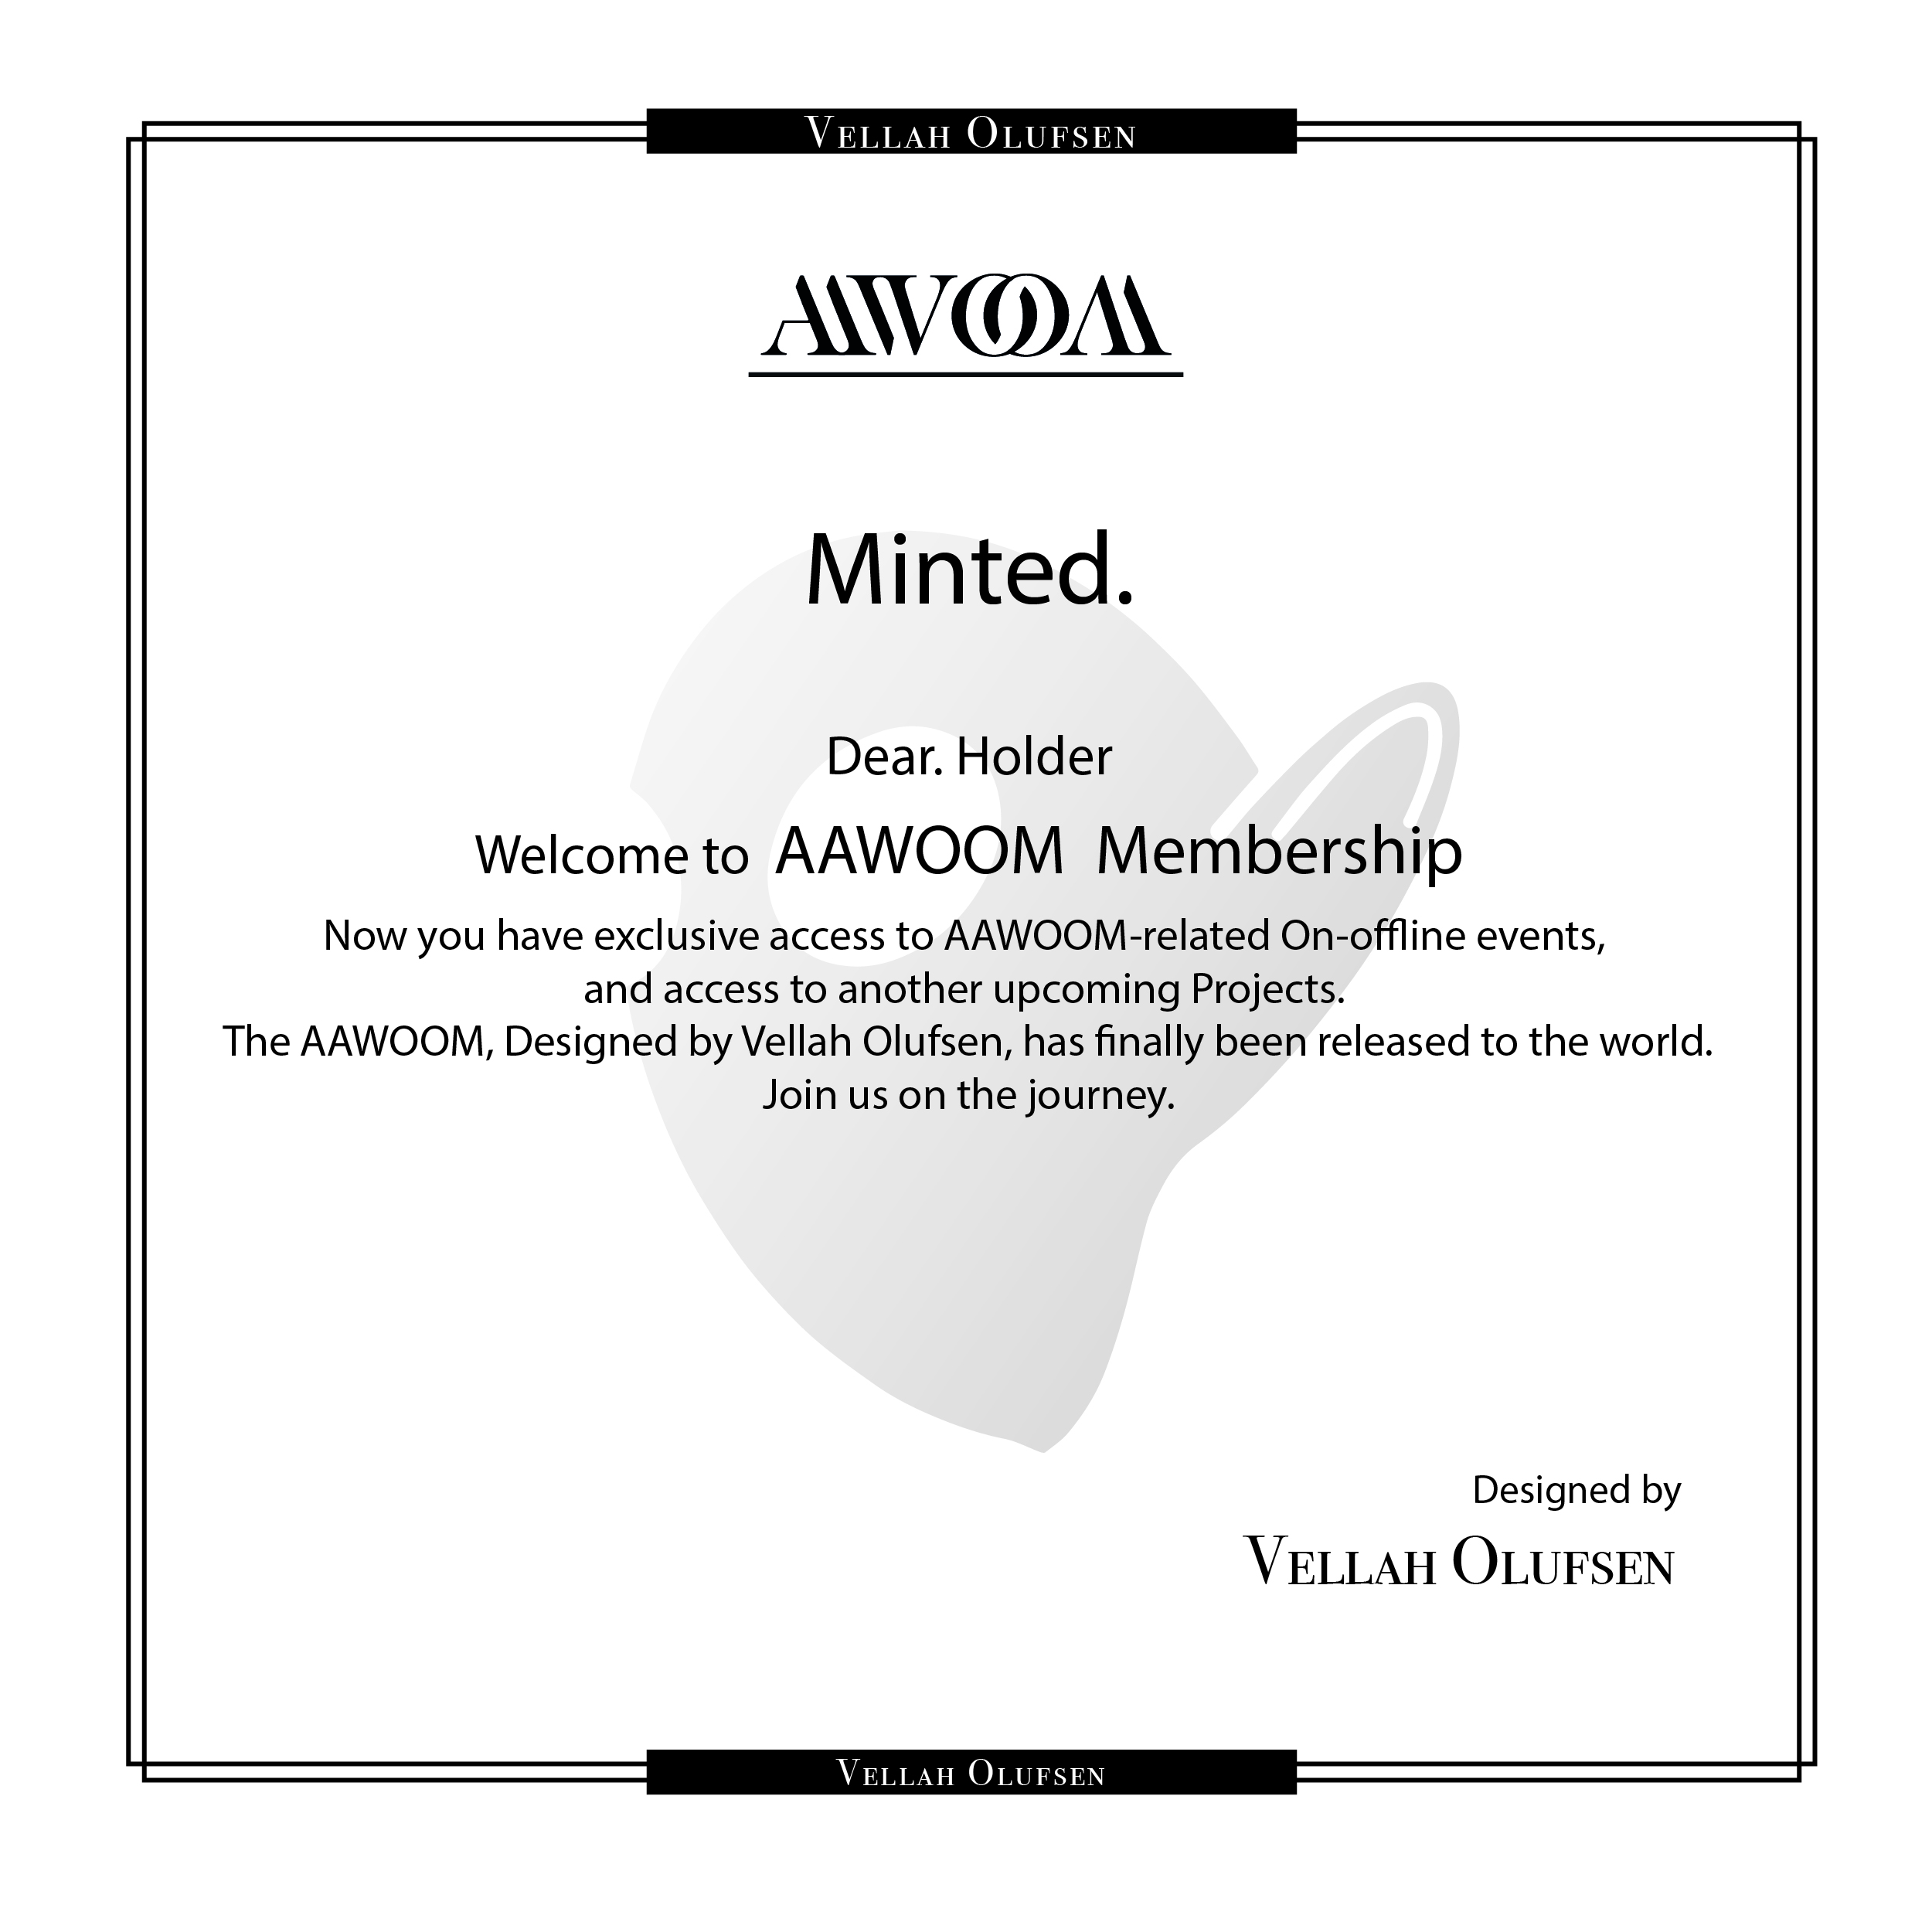 VELLAH OLUFSEN
AAWOOM
Minted.
Dear. Holder
Welcome to AAWOOM Membership
Now you have exclusive access to AAWOOM-related On-offline events,
and access to another upcoming Projects.
The AAWOOM, Designed by Vellah Olufsen, has finally been released to the world.
Join us on the journey.
Designed by
VELLAH OLUFSEN
VELLAH OLUFSEN